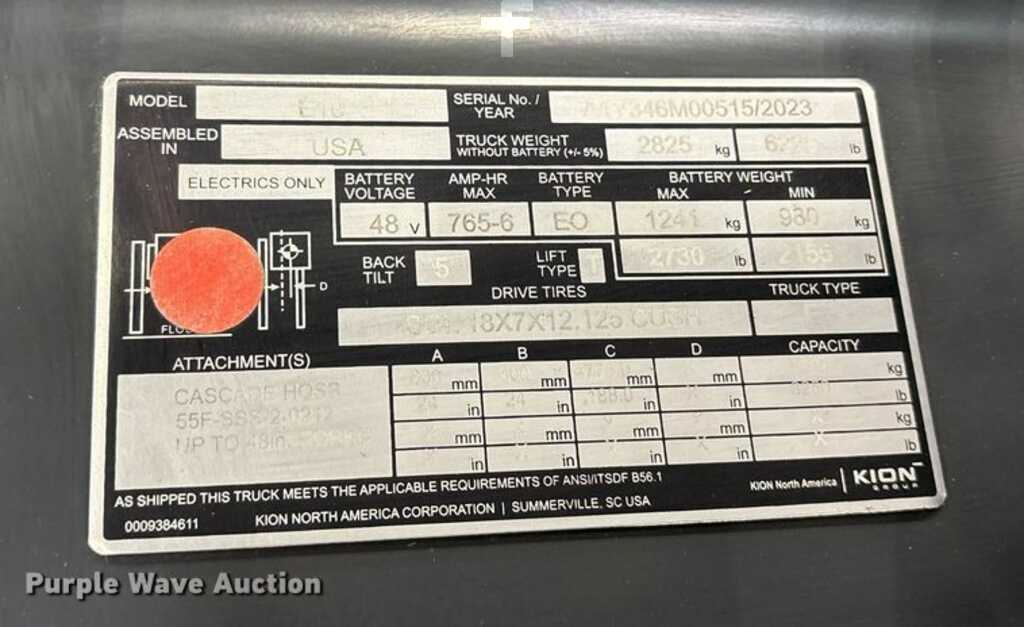 MODEL
SERIAL No. / YEAR
346M00515/2023
ASSEMBLED IN
USA
TRUCK WEIGHT
WITHOUT BATTERY (+/- 5%)
2825 kg
lb
ELECTRICS ONLY
BATTERY VOLTAGE
AMP-HR MAX
BATTERY TYPE
BATTERY WEIGHT
MAX
MIN
48 V
765-6
EO
1241 kg
980 kg
2730 lb
2155 lb
BACK TILT
5
LIFT TYPE
T
DRIVE TIRES
TRUCK TYPE
18X7X12.125 CUSH
D
ATTACHMENT(S)
A
B
C
D
CAPACITY
CASCADE
55F-SSS
UP TO 48in.
mm
mm
mm
mm
kg
24 in
24 in
188.0 in
in
lb
mm
mm
mm
mm
kg
in
in
in
X in
X lb
AS SHIPPED THIS TRUCK MEETS THE APPLICABLE REQUIREMENTS OF ANSI/ITSDF B56.1
KION North America
KION
GROUP
0009384611
KION NORTH AMERICA CORPORATION | SUMMERVILLE, SC USA
Purple Wave Auction